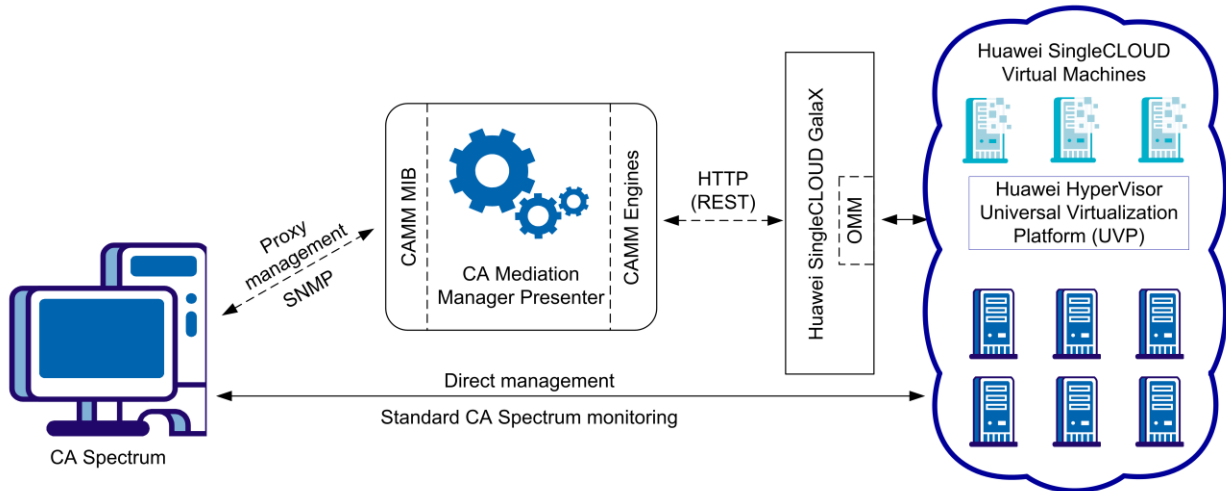 Huawei SingleCLOUD
Virtual Machines
Huawei HyperVisor
Universal Virtualization
Platform (UVP)
Huawei SingleCLOUD GalaX
OMM
HTTP
(REST)
CAMM MIB
CA Mediation
Manager Presenter
CAMM Engines
Proxy
management
SNMP
Direct management
Standard CA Spectrum monitoring
CA Spectrum